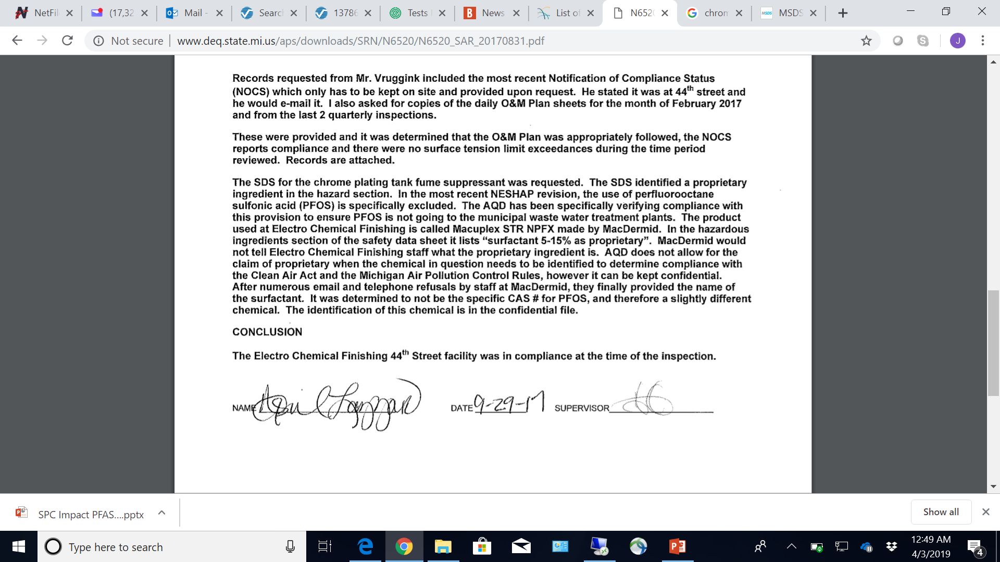 NetFil
(17,32
Mail -
Search
13786
Tests
News
List of
N6520
chrom
MSDS
MSDS
Not secure
www.deq.state.mi.us/aps/downloads/SRN/N6520/N6520_SAR_20170831.pdf
J
Records requested from Mr. Vruggink included the most recent Notification of Compliance Status
(NOCS) which only has to be kept on site and provided upon request. He stated it was at 44th street and
he would e-mail it. I also asked for copies of the daily O&M Plan sheets for the month of February 2017
and from the last 2 quarterly inspections.
These were provided and it was determined that the O&M Plan was appropriately followed, the NOCS
reports compliance and there were no surface tension limit exceedances during the time period
reviewed. Records are attached.
The SDS for the chrome plating tank fume suppressant was requested. The SDS identified a proprietary
ingredient in the hazard section. In the most recent NESHAP revision, the use of perfluorooctane
sulfonic acid (PFOS) is specifically excluded. The AQD has been specifically verifying compliance with
this provision to ensure PFOS is not going to the municipal waste water treatment plants. The product
used at Electro Chemical Finishing is called Macuplex STR NPFX made by MacDermid. In the hazardous
ingredients section of the safety data sheet it lists “surfactant 5-15% as proprietary”. MacDermid would
not tell Electro Chemical Finishing staff what the proprietary ingredient is. AQD does not allow for the
claim of proprietary when the chemical in question needs to be identified to determine compliance with
the Clean Air Act and the Michigan Air Pollution Control Rules, however it can be kept confidential.
After numerous email and telephone refusals by staff at MacDermid, they finally provided the name of
the surfactant. It was determined to not be the specific CAS # for PFOS, and therefore a slightly different
chemical. The identification of this chemical is in the confidential file.
CONCLUSION
The Electro Chemical Finishing 44th Street facility was in compliance at the time of the inspection.
NAME DATE 9-29-17 SUPERVISOR
SPC Impact PFAS....pptx
Show all
Type here to search
12:49 AM
4/3/2019
4